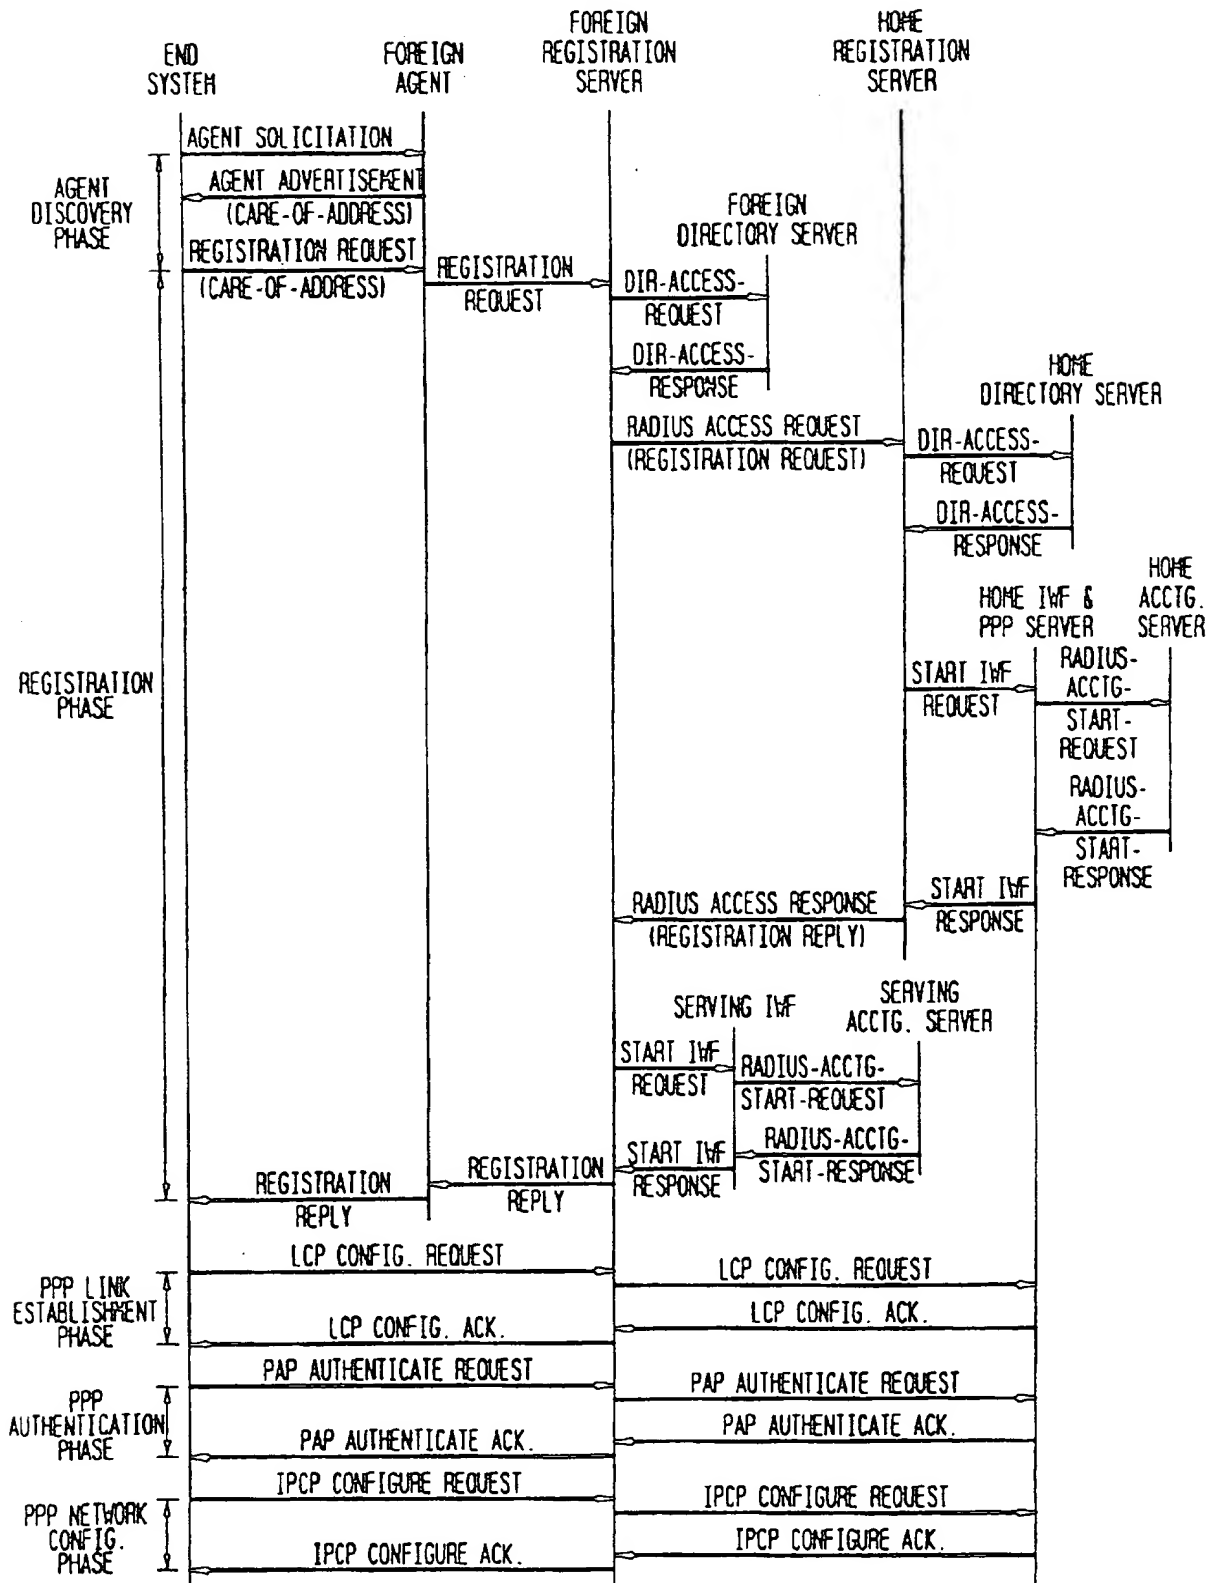 END
SYSTEM
FOREIGN
AGENT
FOREIGN
REGISTRATION
SERVER
HOME
REGISTRATION
SERVER
AGENT SOLICITATION
AGENT
DISCOVERY
PHASE
AGENT ADVERTISEMENT
(CARE-OF-ADDRESS)
REGISTRATION REQUEST
(CARE-OF-ADDRESS)
REGISTRATION
REQUEST
FOREIGN
DIRECTORY SERVER
DIR-ACCESS-
REQUEST
DIR-ACCESS-
RESPONSE
HOME
DIRECTORY SERVER
RADIUS ACCESS REQUEST
(REGISTRATION REQUEST)
DIR-ACCESS-
REQUEST
DIR-ACCESS-
RESPONSE
HOME IWF &
PPP SERVER
HOME
ACCTG.
SERVER
REGISTRATION
PHASE
START IWF
REQUEST
RADIUS-
ACCTG-
START-
REQUEST
RADIUS-
ACCTG-
START-
RESPONSE
START IWF
RESPONSE
RADIUS ACCESS RESPONSE
(REGISTRATION REPLY)
SERVING IWF
SERVING
ACCTG. SERVER
START IWF
REQUEST
RADIUS-ACCTG-
START-REQUEST
RADIUS-ACCTG-
START-RESPONSE
START IWF
RESPONSE
REGISTRATION
REPLY
REGISTRATION
REPLY
LCP CONFIG. REQUEST
LCP CONFIG. REQUEST
PPP LINK
ESTABLISHMENT
PHASE
LCP CONFIG. ACK.
LCP CONFIG. ACK.
PAP AUTHENTICATE REQUEST
PAP AUTHENTICATE REQUEST
PPP
AUTHENTICATION
PHASE
PAP AUTHENTICATE ACK.
PAP AUTHENTICATE ACK.
IPCP CONFIGURE REQUEST
IPCP CONFIGURE REQUEST
PPP NETWORK
CONFIG.
PHASE
IPCP CONFIGURE ACK.
IPCP CONFIGURE ACK.